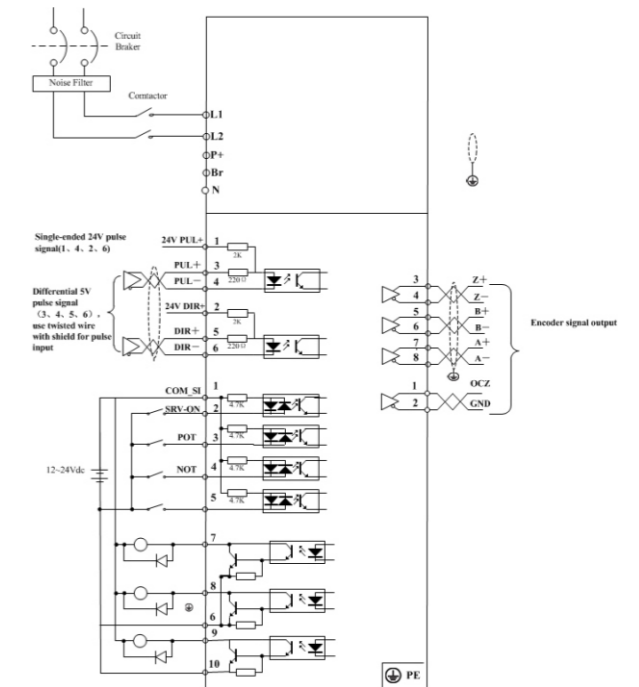 Circuit
Braker
Noise Filter
Comtactor
L1
L2
P+
Br
N
Single-ended 24V pulse
signal(1、4、2、6)
24V PUL+ 1
2K
PUL+ 3
PUL- 4 220Ω
Differential 5V
pulse signal
(3、4、5、6),
use twisted wire
with shield for pulse
input
24V DIR+ 2
2K
DIR+ 5
DIR- 6 220Ω
3 Z+
4 Z-
5 B+
6 B-
7 A+
8 A-
Encoder signal output
1 OCZ
2 GND
COM_SI 1
4.7K
SRV-ON 2
POT 3 4.7K
12~24Vdc
NOT 4 4.7K
5 4.7K
7
8
6
9
10
PE